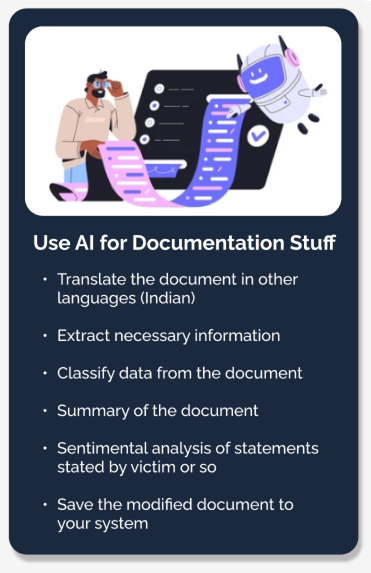 Use AI for Documentation Stuff
• Translate the document in other
languages (Indian)
• Extract necessary information
• Classify data from the document
• Summary of the document
• Sentimental analysis of statements
stated by victim or so
• Save the modified document to
your system